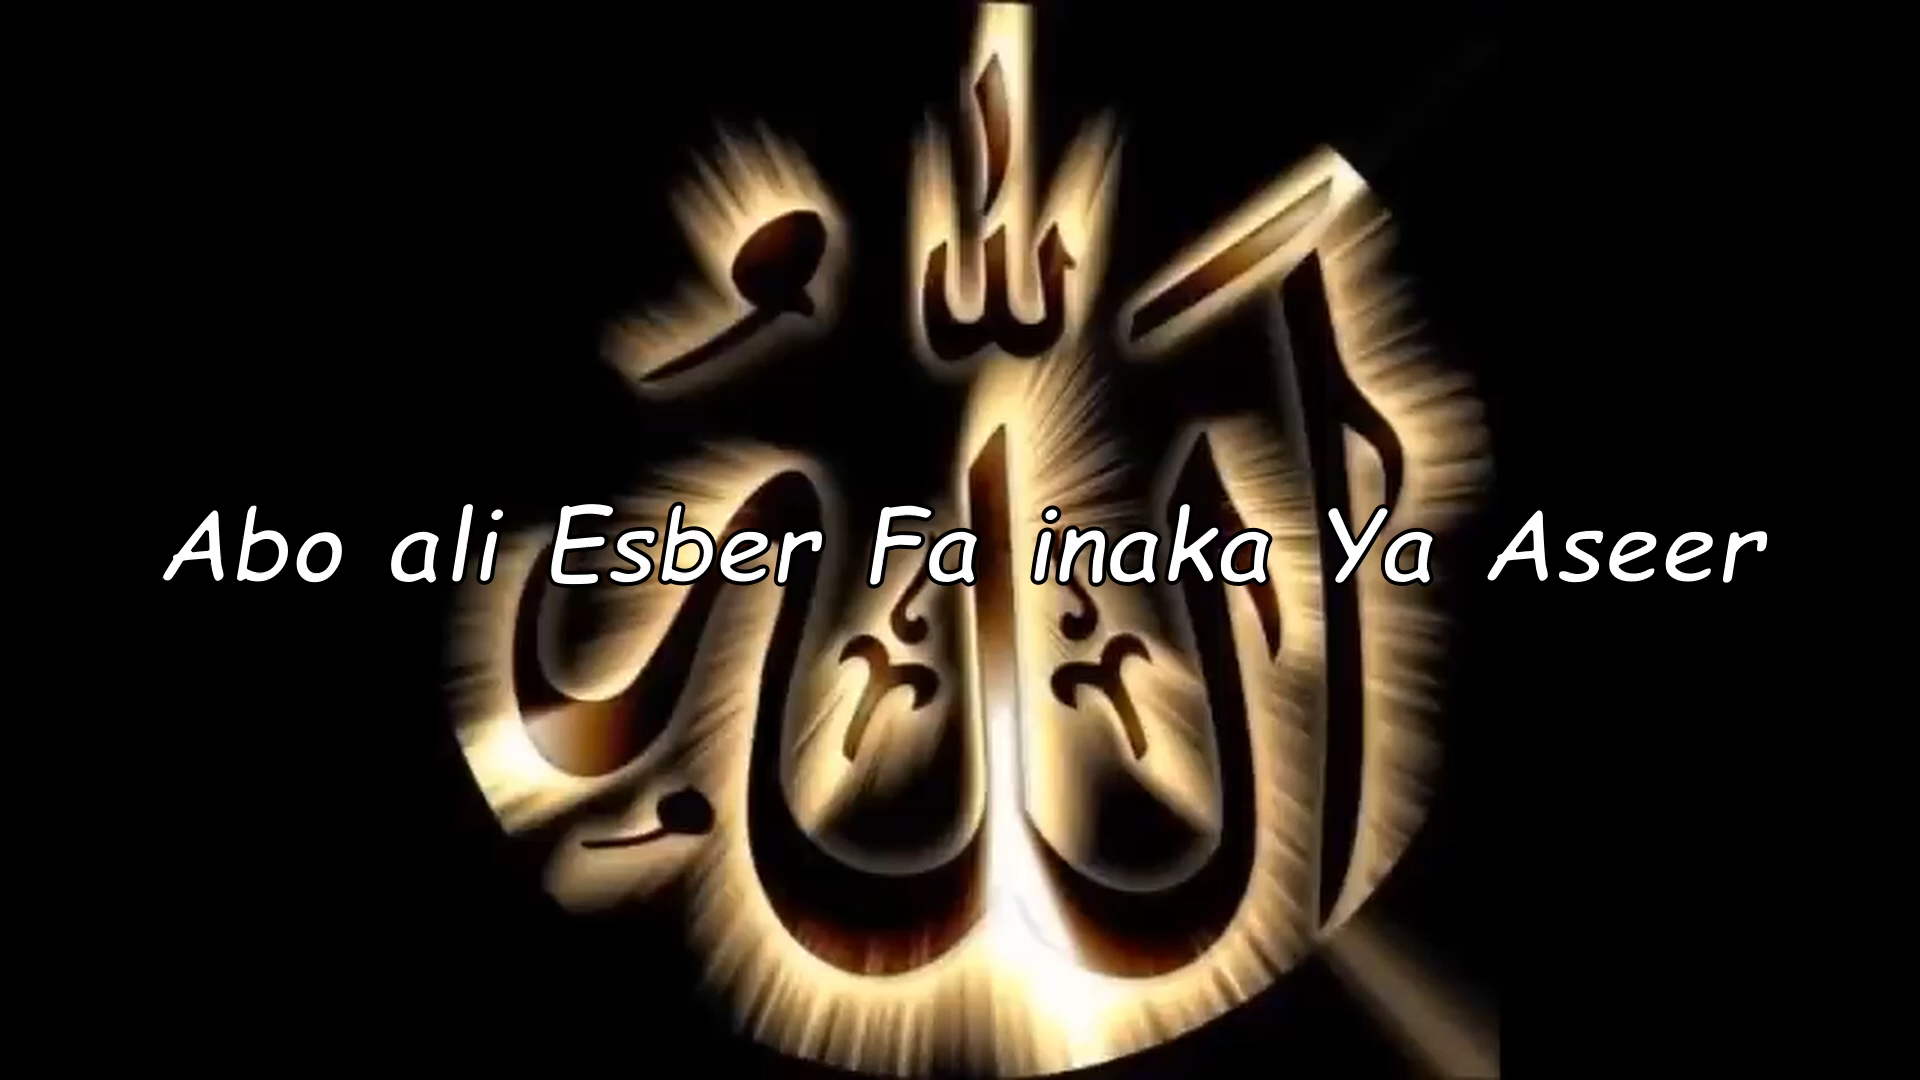 اللهُ
Abo ali Esber Fa inaka Ya Aseer